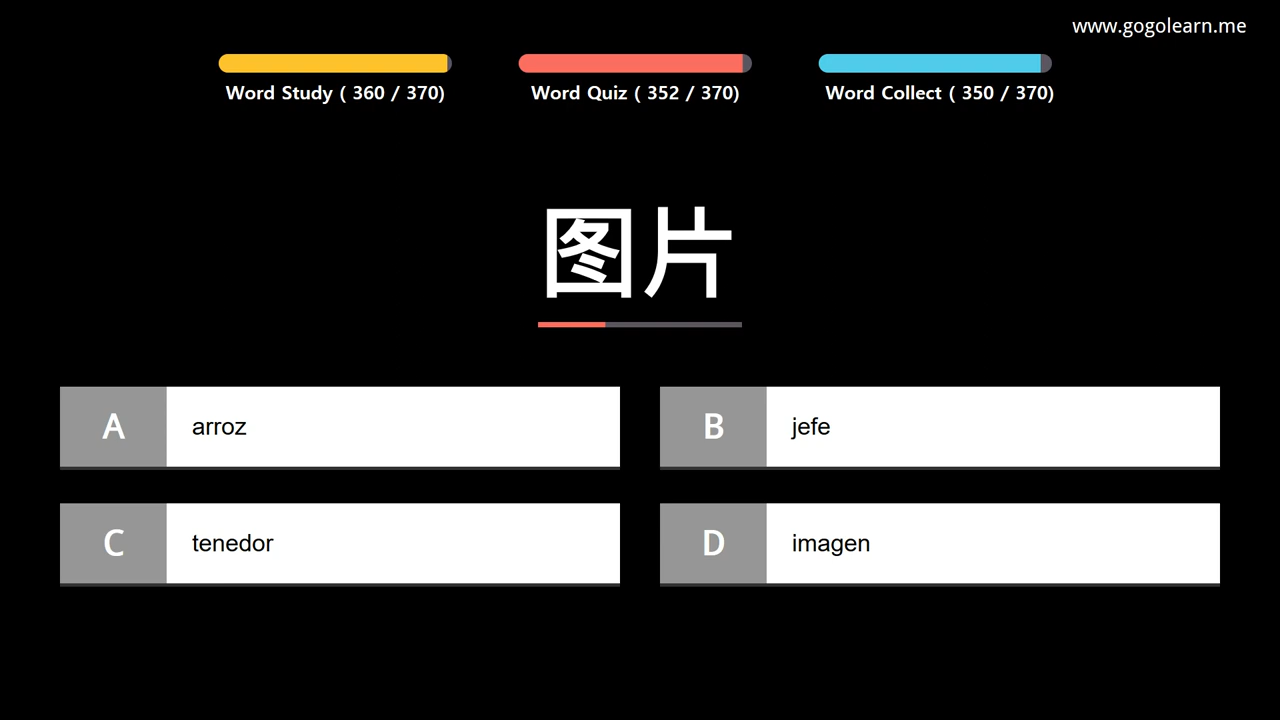 www.gogolearn.me
Word Study ( 360 / 370)
Word Quiz ( 352 / 370)
Word Collect ( 350 / 370)
图片
A arroz
B jefe
C tenedor
D imagen